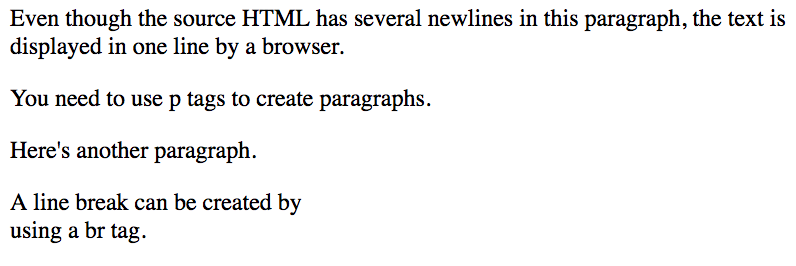 Even though the source HTML has several newlines in this paragraph, the text is
displayed in one line by a browser.
You need to use p tags to create paragraphs.
Here's another paragraph.
A line break can be created by
using a br tag.